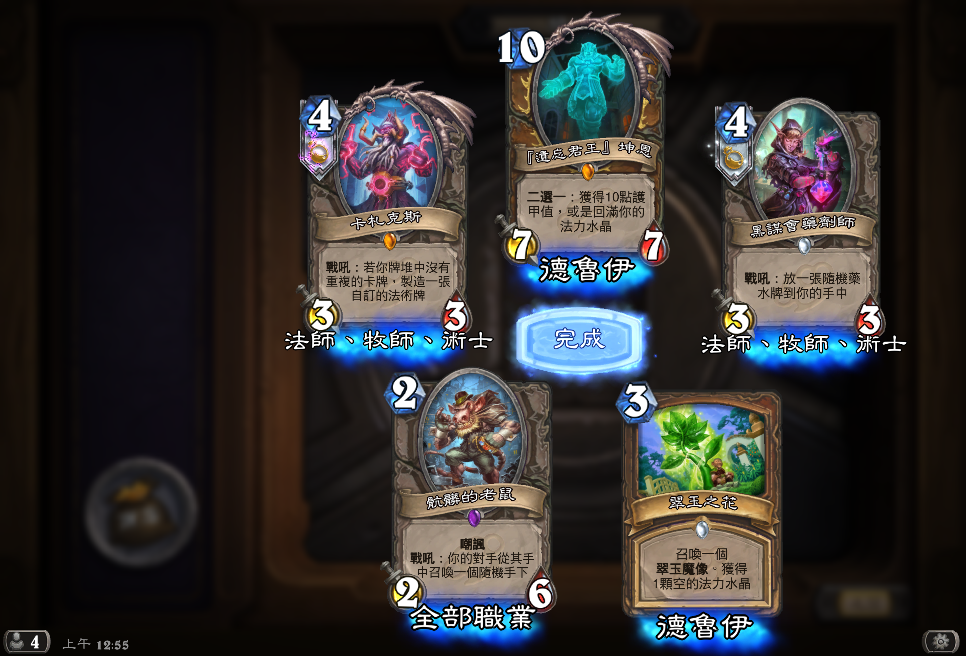 10
『遺忘君王』坤恩
二選一：獲得10點護
甲值，或是回滿你的
法力水晶
7
7
德魯伊
4
卡札克斯
戰吼：若你牌堆中沒有
重複的卡牌，製造一張
自訂的法術牌
3
3
法師、牧師、術士
4
黑謀會藥劑師
戰吼：放一張隨機藥
水牌到你的手中
3
3
法師、牧師、術士
完成
2
骯髒的老鼠
嘲諷
戰吼：你的對手從其手
中召喚一個隨機手下
2
6
全部職業
3
翠玉之花
召喚一個
翠玉魔像。獲得
1顆空的法力水晶
德魯伊
4
上午 12:55